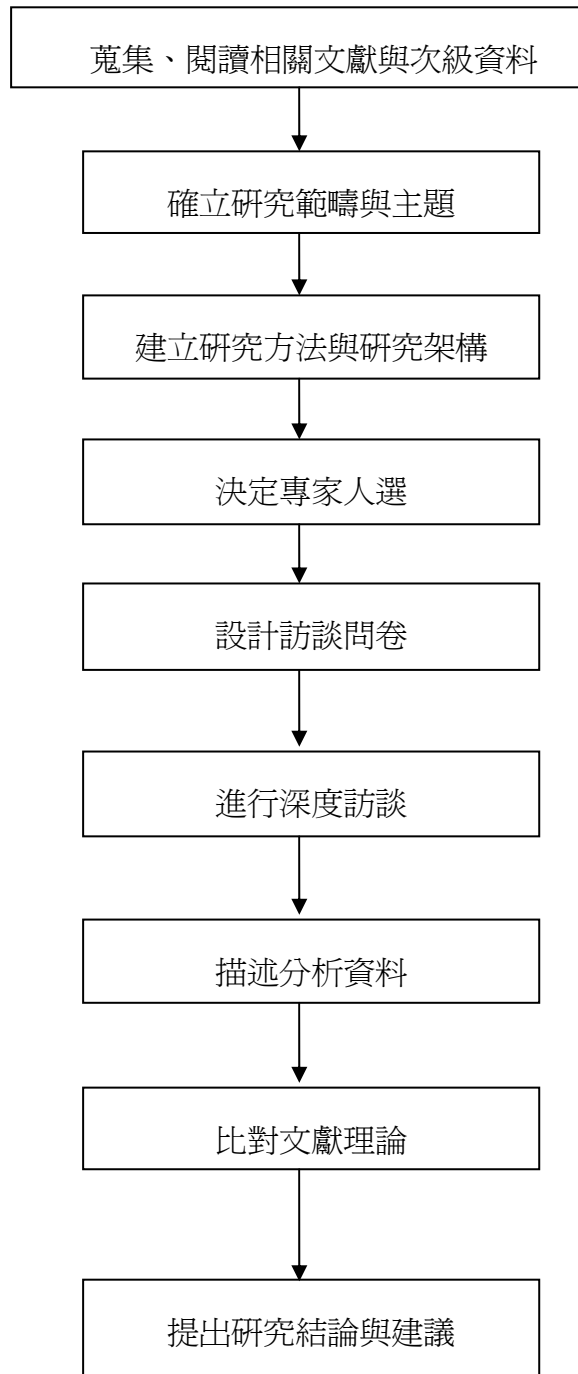 蒐集、閱讀相關文獻與次級資料
確立研究範疇與主題
建立研究方法與研究架構
決定專家人選
設計訪談問卷
進行深度訪談
描述分析資料
比對文獻理論
提出研究結論與建議